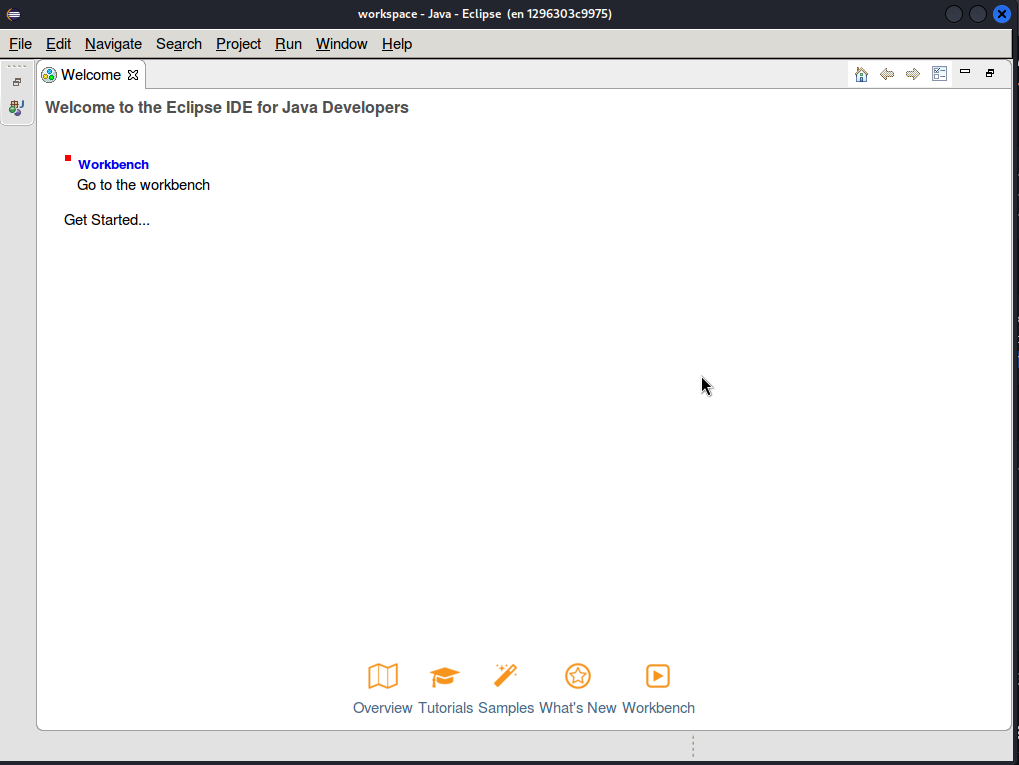 workspace - Java - Eclipse (en 1296303c9975)
File Edit Navigate Search Project Run Window Help
Welcome
Welcome to the Eclipse IDE for Java Developers
Workbench
Go to the workbench
Get Started...
Overview Tutorials Samples What's New Workbench